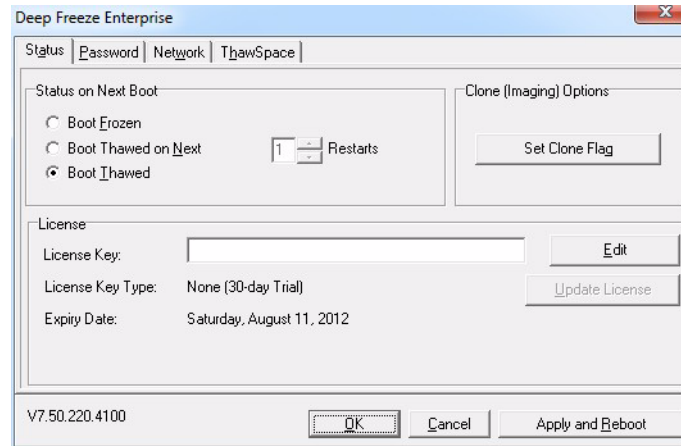 Deep Freeze Enterprise
Status Password Network ThawSpace
Status on Next Boot
Boot Frozen
Boot Thawed on Next 1 Restarts
Boot Thawed
Clone (Imaging) Options
Set Clone Flag
License
License Key: Edit
License Key Type: None (30-day Trial) Update License
Expiry Date: Saturday, August 11, 2012
V7.50.220.4100 OK Cancel Apply and Reboot